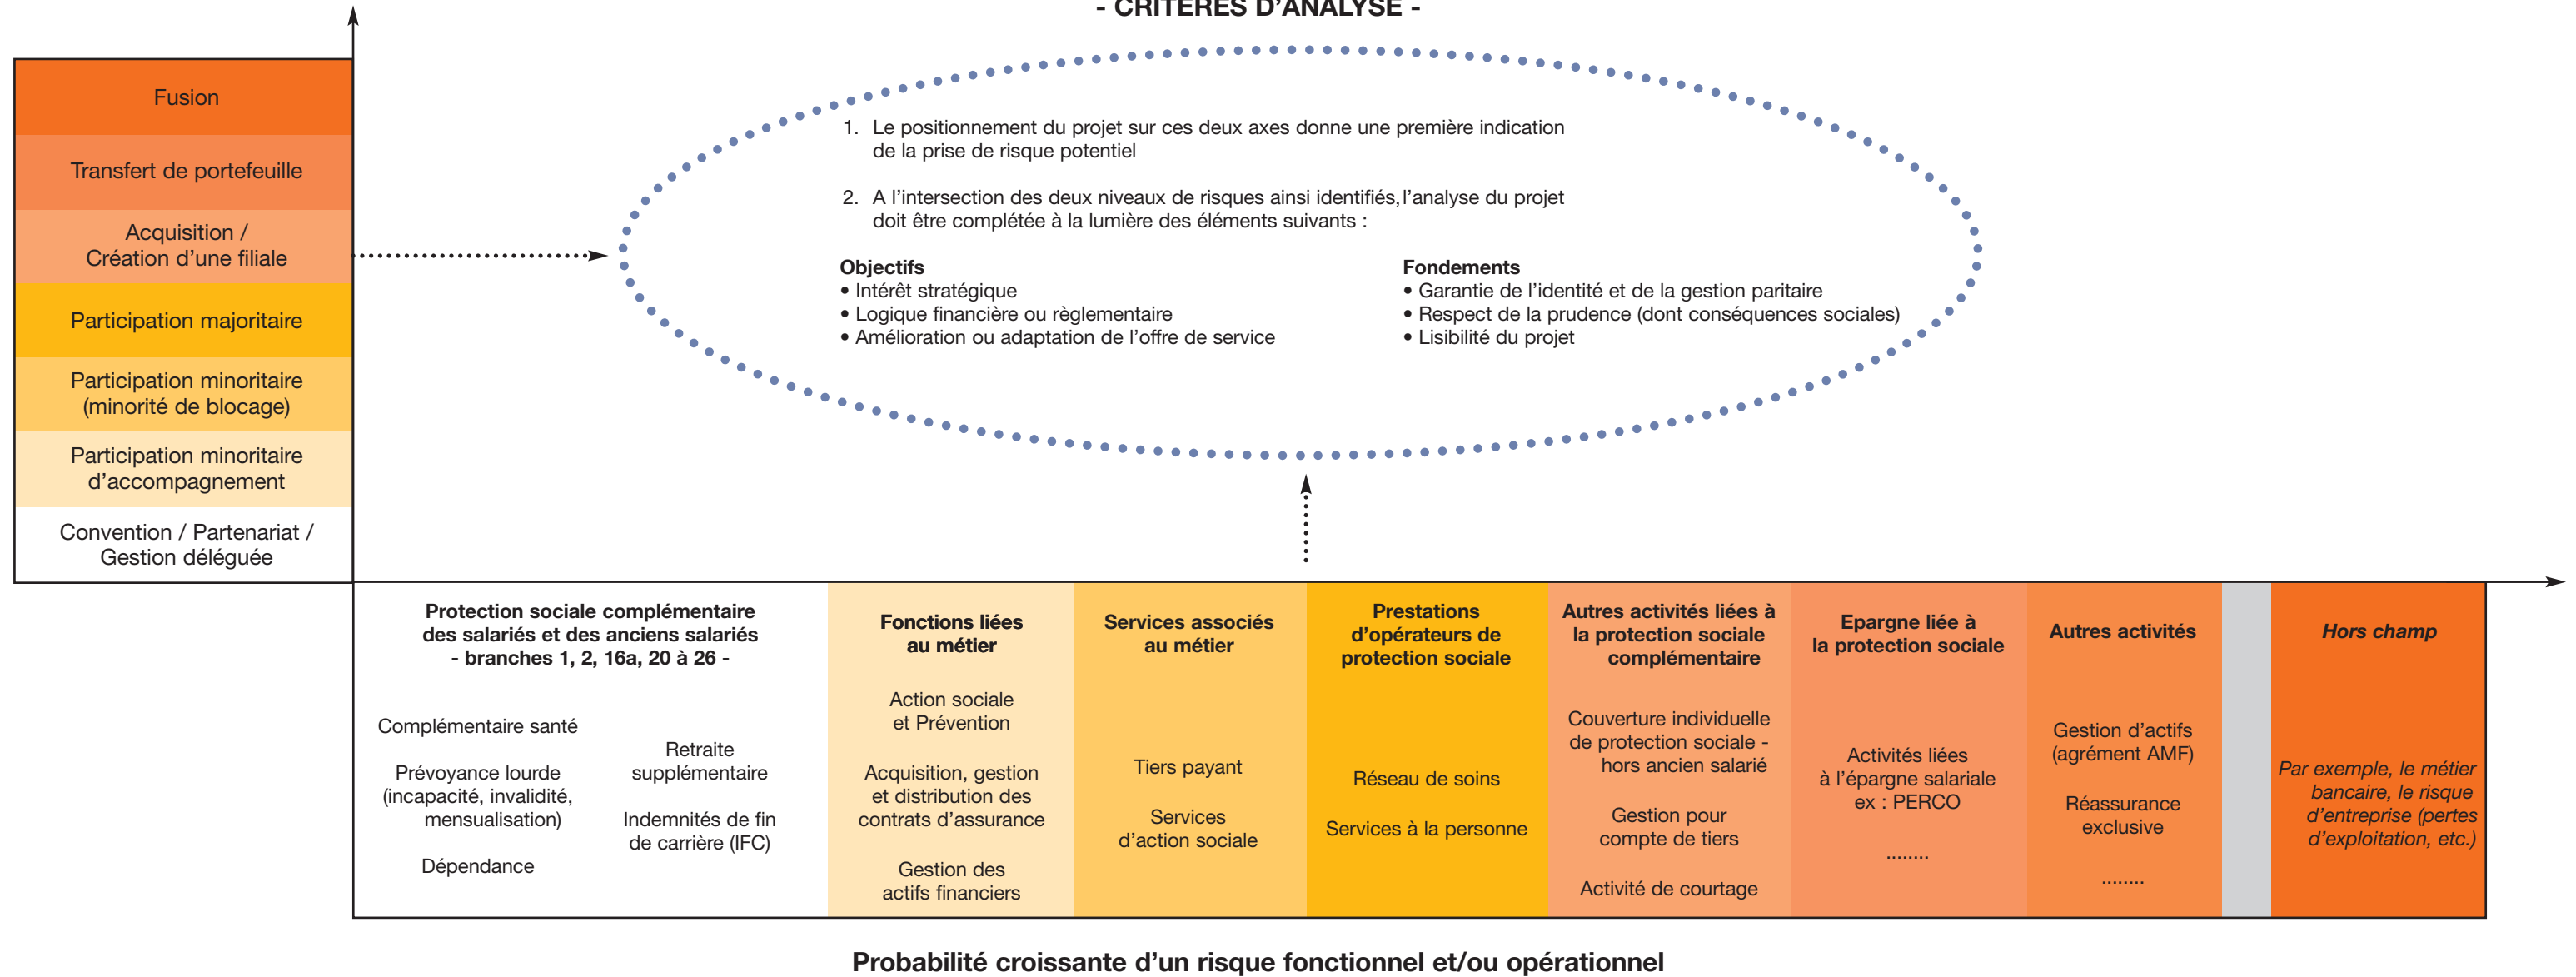 - CRITÈRES D’ANALYSE -
Fusion
Transfert de portefeuille
Acquisition /
Création d’une filiale
Participation majoritaire
Participation minoritaire
(minorité de blocage)
Participation minoritaire
d’accompagnement
Convention / Partenariat /
Gestion déléguée
1. Le positionnement du projet sur ces deux axes donne une première indication
de la prise de risque potentiel
2. A l’intersection des deux niveaux de risques ainsi identifiés, l’analyse du projet
doit être complétée à la lumière des éléments suivants :
Objectifs
• Intérêt stratégique
• Logique financière ou règlementaire
• Amélioration ou adaptation de l’offre de service
Fondements
• Garantie de l’identité et de la gestion paritaire
• Respect de la prudence (dont conséquences sociales)
• Lisibilité du projet
Protection sociale complémentaire
des salariés et des anciens salariés
- branches 1, 2, 16a, 20 à 26 -
Complémentaire santé
Prévoyance lourde
(incapacité, invalidité,
mensualisation)
Dépendance
Retraite
supplémentaire
Indemnités de fin
de carrière (IFC)
Fonctions liées
au métier
Action sociale
et Prévention
Acquisition, gestion
et distribution des
contrats d’assurance
Gestion des
actifs financiers
Services associés
au métier
Tiers payant
Services
d’action sociale
Prestations
d’opérateurs de
protection sociale
Réseau de soins
Services à la personne
Autres activités liées à
la protection sociale
complémentaire
Couverture individuelle
de protection sociale -
hors ancien salarié
Gestion pour
compte de tiers
Activité de courtage
Epargne liée à
la protection sociale
Activités liées
à l’épargne salariale
ex : PERCO
........
Autres activités
Gestion d’actifs
(agrément AMF)
Réassurance
exclusive
........
Hors champ
Par exemple, le métier
bancaire, le risque
d’entreprise (pertes
d’exploitation, etc.)
Probabilité croissante d’un risque fonctionnel et/ou opérationnel